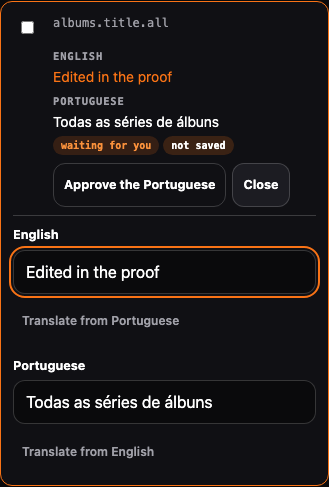 albums.title.all
ENGLISH
Edited in the proof
PORTUGUESE
Todas as séries de álbuns
waiting for you not saved
Approve the Portuguese Close
English
Edited in the proof
Translate from Portuguese
Portuguese
Todas as séries de álbuns
Translate from English